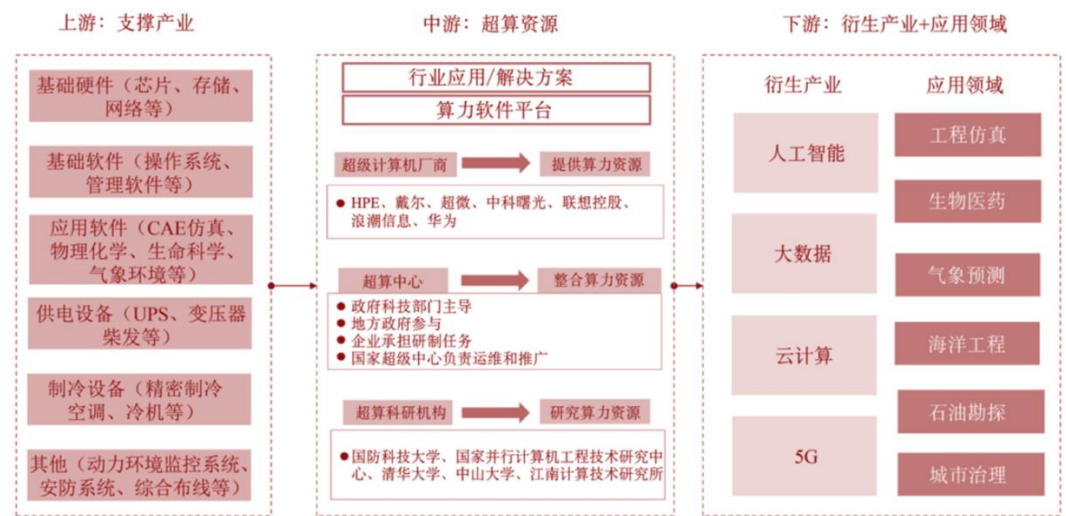 上游：支撑产业
基础硬件（芯片、存储、
网络等）
基础软件（操作系统、
管理软件等）
应用软件（CAE仿真、
物理化学、生命科学、
气象环境等）
供电设备（UPS、变压器
柴发等）
制冷设备（精密制冷
空调、冷机等）
其他（动力环境监控系统、
安防系统、综合布线等）
中游：超算资源
行业应用/解决方案
算力软件平台
超级计算机厂商
提供算力资源
HPE、戴尔、超微、中科曙光、联想控股、
浪潮信息、华为
超算中心
整合算力资源
政府科技部门主导
地方政府参与
企业承担研制任务
国家超级中心负责运维和推广
超算科研机构
研究算力资源
国防科技大学、国家并行计算机工程技术研究中
心、清华大学、中山大学、江南计算技术研究所
下游：衍生产业+应用领域
衍生产业
人工智能
大数据
云计算
5G
应用领域
工程仿真
生物医药
气象预测
海洋工程
石油勘探
城市治理